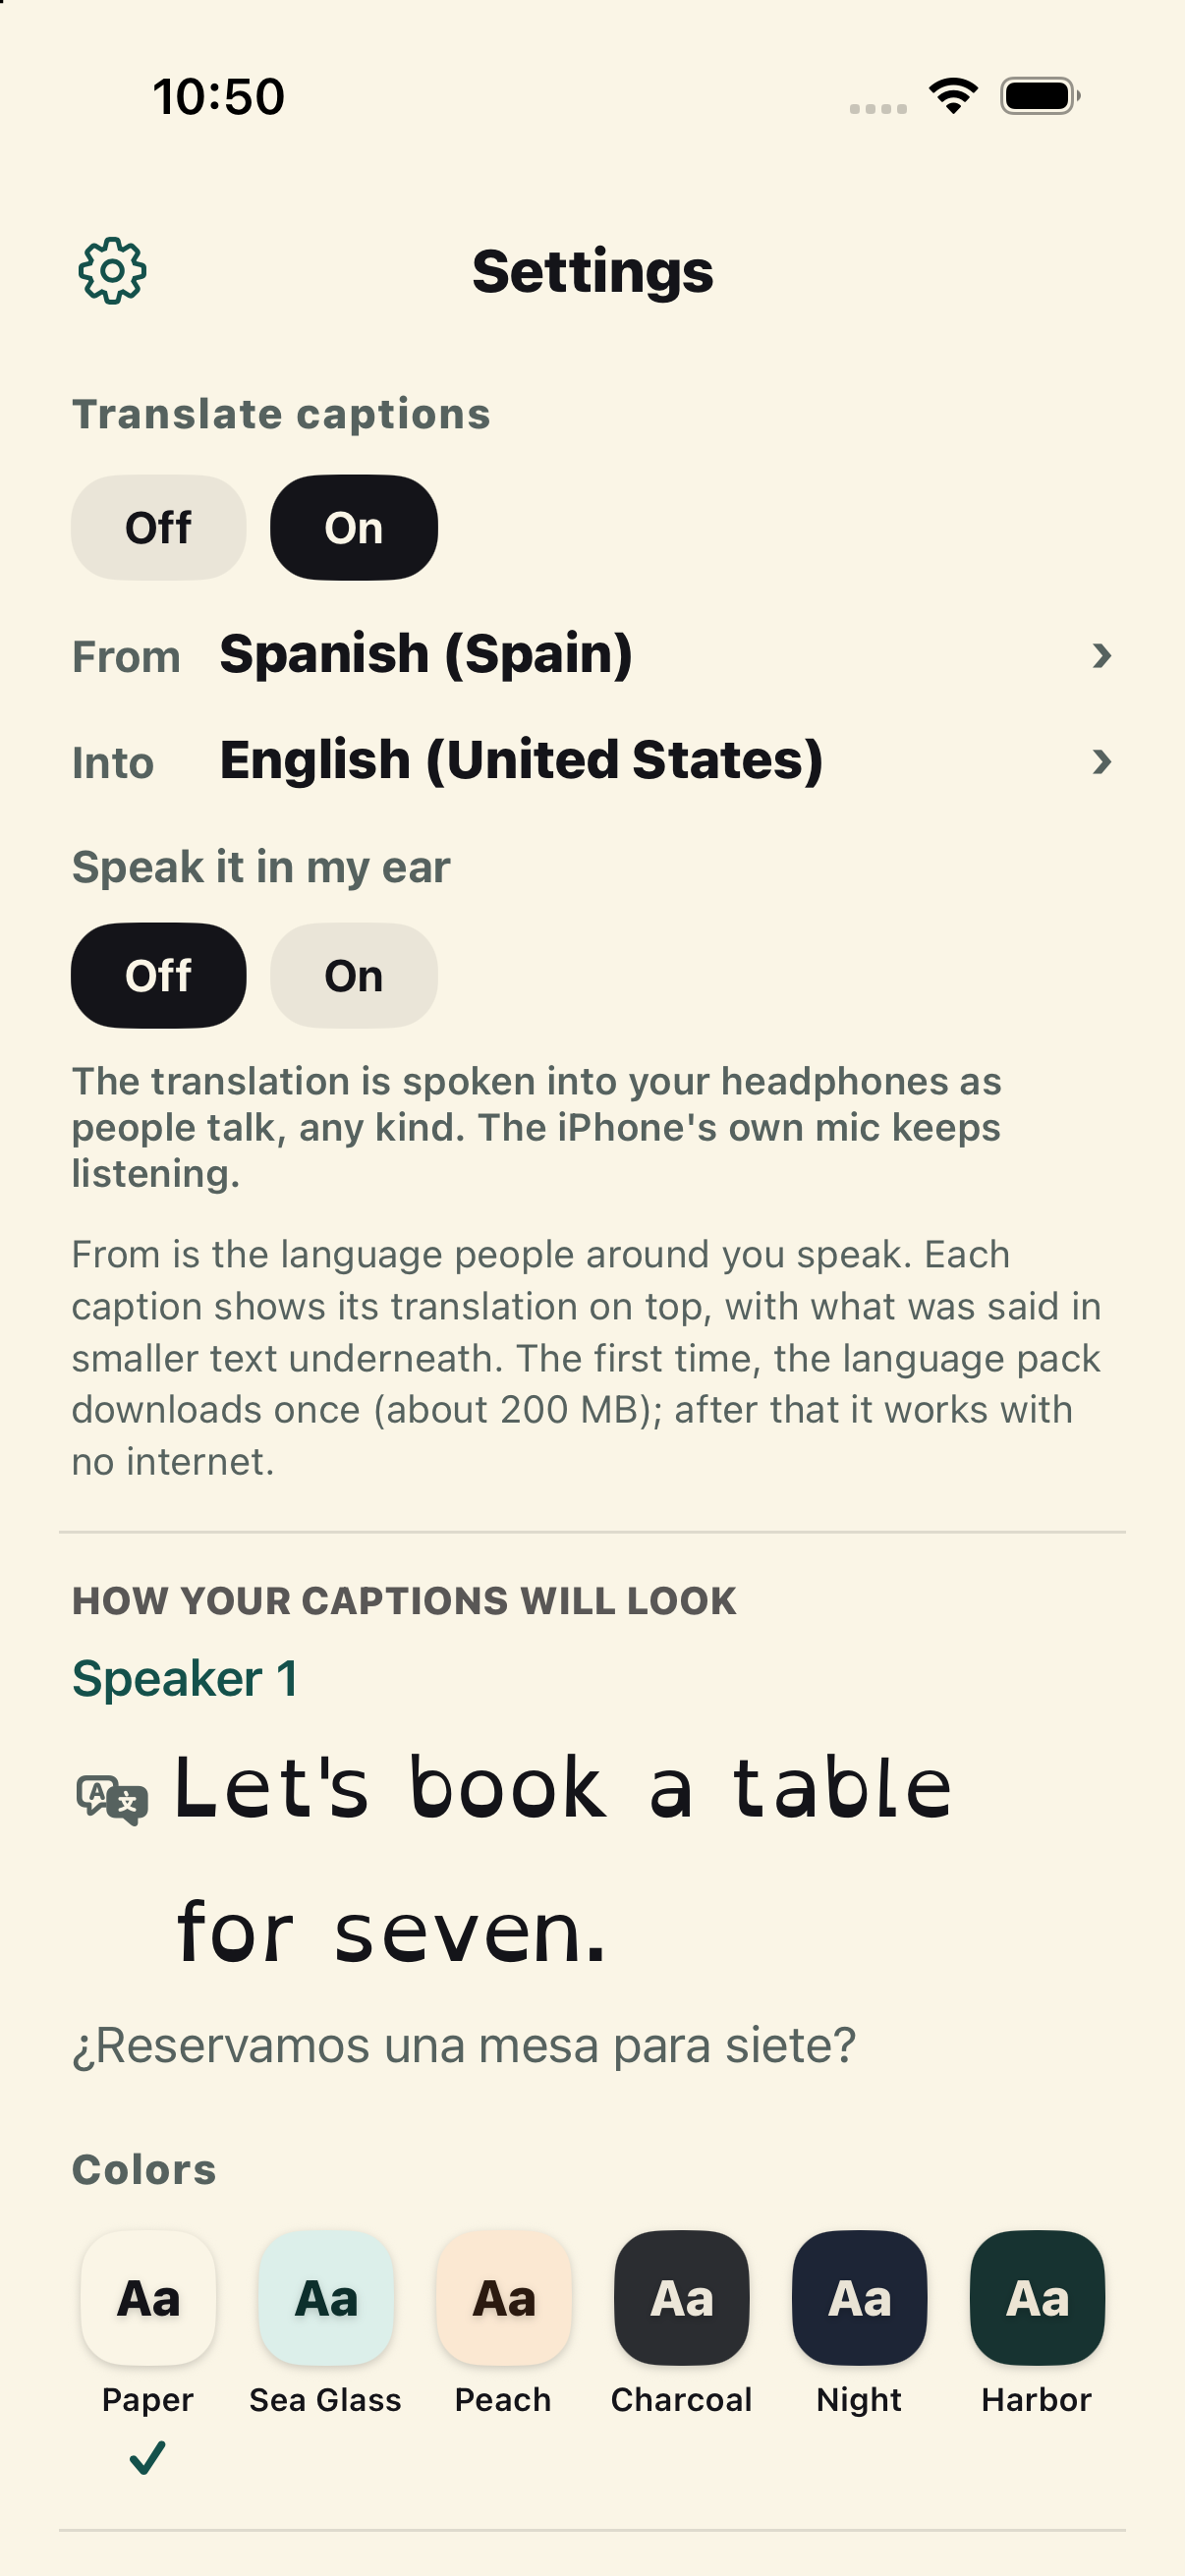 10:50
Settings
Translate captions
Off On
From Spanish (Spain) ›
Into English (United States) ›
Speak it in my ear
Off On
The translation is spoken into your headphones as
people talk, any kind. The iPhone's own mic keeps
listening.
From is the language people around you speak. Each
caption shows its translation on top, with what was said in
smaller text underneath. The first time, the language pack
downloads once (about 200 MB); after that it works with
no internet.
HOW YOUR CAPTIONS WILL LOOK
Speaker 1
A 文 Let's book a table
for seven.
¿Reservamos una mesa para siete?
Colors
Aa Aa Aa Aa Aa Aa
Paper Sea Glass Peach Charcoal Night Harbor